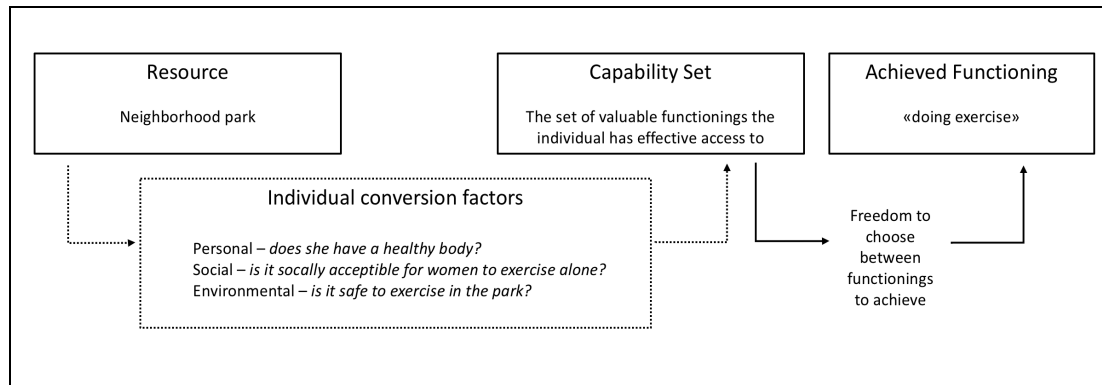 Resource
Neighborhood park
Capability Set
The set of valuable functionings the
individual has effective access to
Achieved Functioning
«doing exercise»
Individual conversion factors
Personal – does she have a healthy body?
Social – is it socally acceptible for women to exercise alone?
Environmental – is it safe to exercise in the park?
Freedom to
choose
between
functionings
to achieve